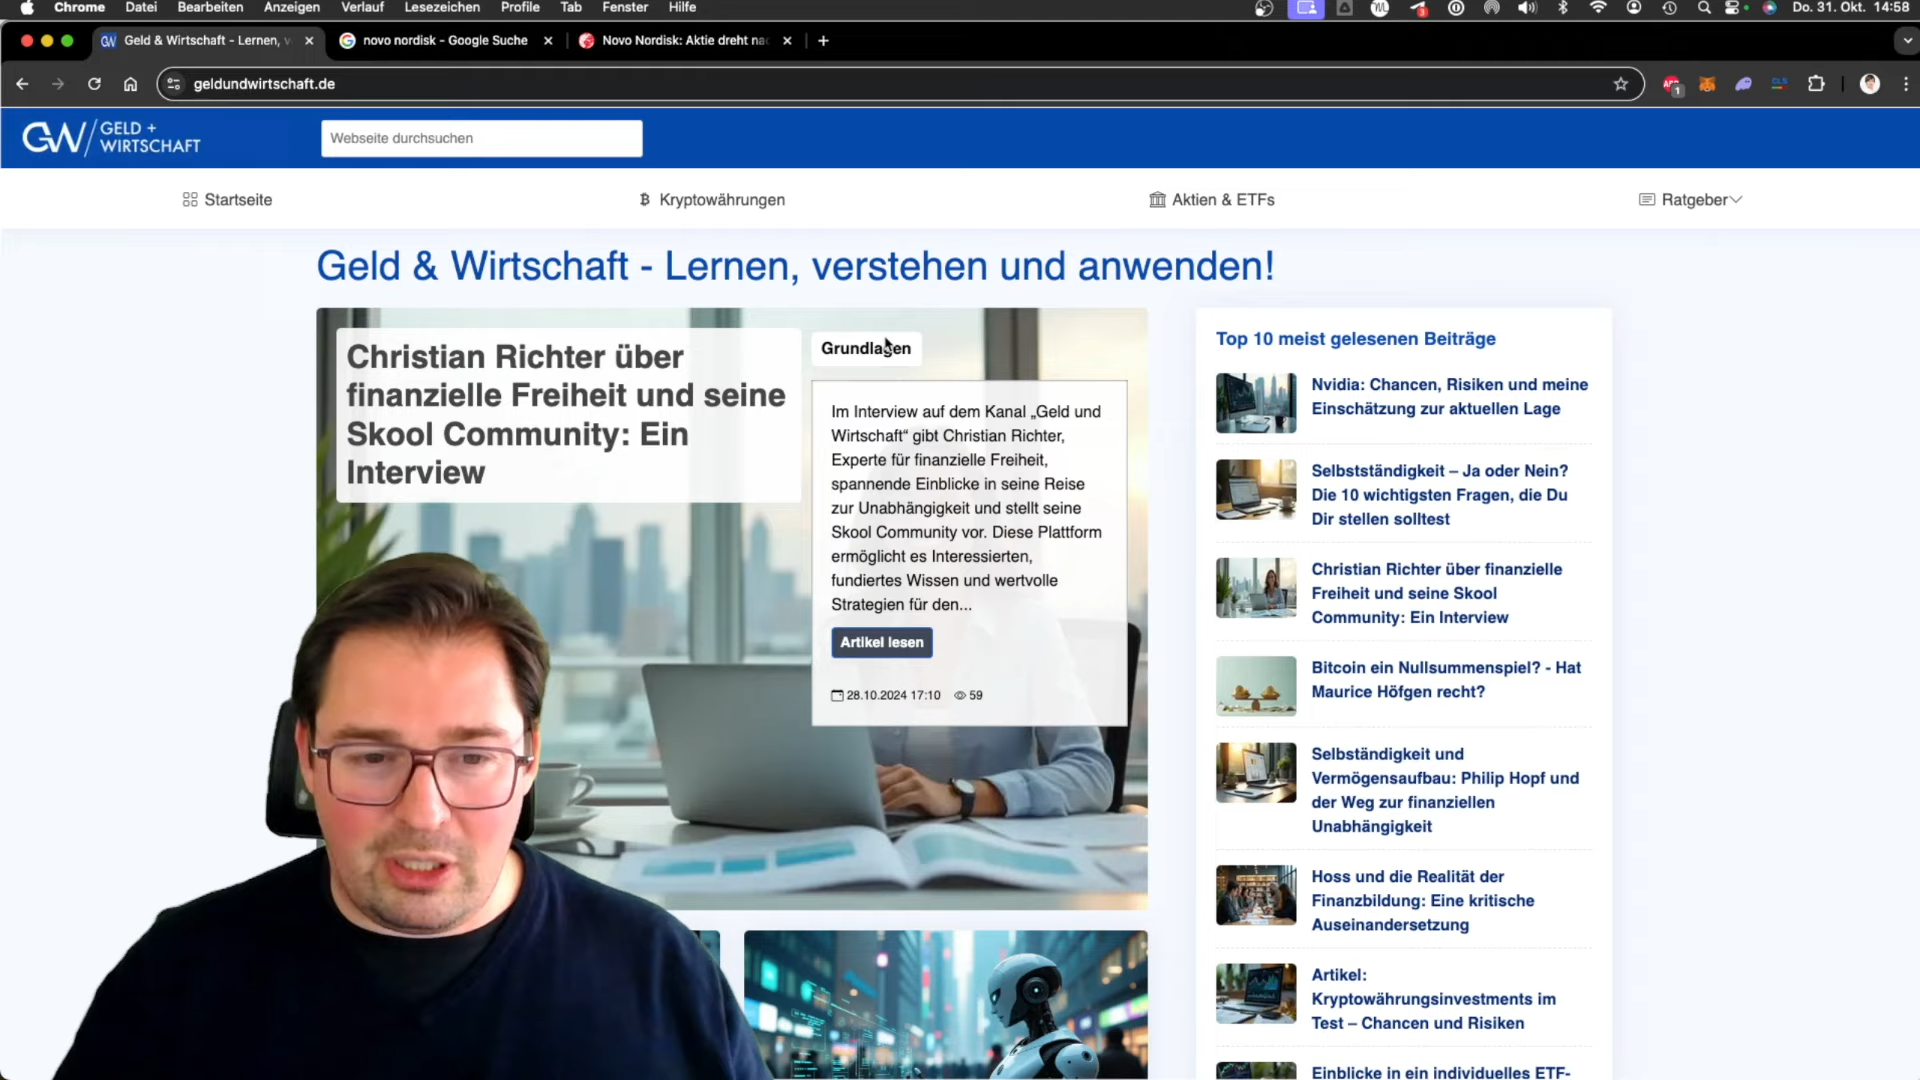 Chrome Datei Bearbeiten Anzeigen Verlauf Lesezeichen Profile Tab Fenster Hilfe
3
Do. 31. Okt. 14:58
Geld & Wirtschaft - Lernen, v
novo nordisk - Google Suche
Novo Nordisk: Aktie dreht na
geldundwirtschaft.de
1
GW/ GELD +
WIRTSCHAFT
Webseite durchsuchen
Startseite
Kryptowährungen
Aktien & ETFs
Ratgeber
Geld & Wirtschaft - Lernen, verstehen und anwenden!
Christian Richter über
finanzielle Freiheit und seine
Skool Community: Ein
Interview
Grundlagen
Im Interview auf dem Kanal „Geld und
Wirtschaft“ gibt Christian Richter,
Experte für finanzielle Freiheit,
spannende Einblicke in seine Reise
zur Unabhängigkeit und stellt seine
Skool Community vor. Diese Plattform
ermöglicht es Interessierten,
fundiertes Wissen und wertvolle
Strategien für den...
Artikel lesen
28.10.2024 17:10 59
Top 10 meist gelesenen Beiträge
Nvidia: Chancen, Risiken und meine
Einschätzung zur aktuellen Lage
Selbstständigkeit – Ja oder Nein?
Die 10 wichtigsten Fragen, die Du
Dir stellen solltest
Christian Richter über finanzielle
Freiheit und seine Skool
Community: Ein Interview
Bitcoin ein Nullsummenspiel? - Hat
Maurice Höfgen recht?
Selbständigkeit und
Vermögensaufbau: Philip Hopf und
der Weg zur finanziellen
Unabhängigkeit
Hoss und die Realität der
Finanzbildung: Eine kritische
Auseinandersetzung
Artikel:
Kryptowährungsinvestments im
Test – Chancen und Risiken
Einblicke in ein individuelles ETF-